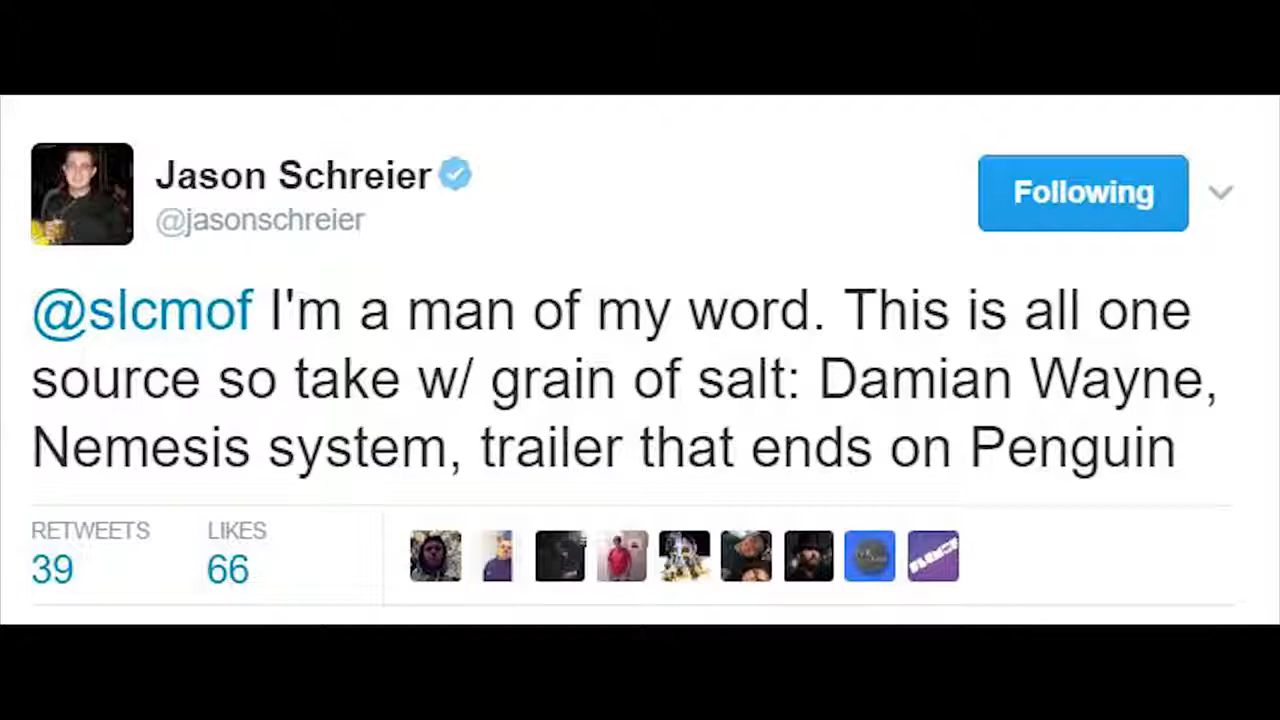 Jason Schreier
@jasonschreier
Following
@slcmof I'm a man of my word. This is all one
source so take w/ grain of salt: Damian Wayne,
Nemesis system, trailer that ends on Penguin
RETWEETS LIKES
39 66